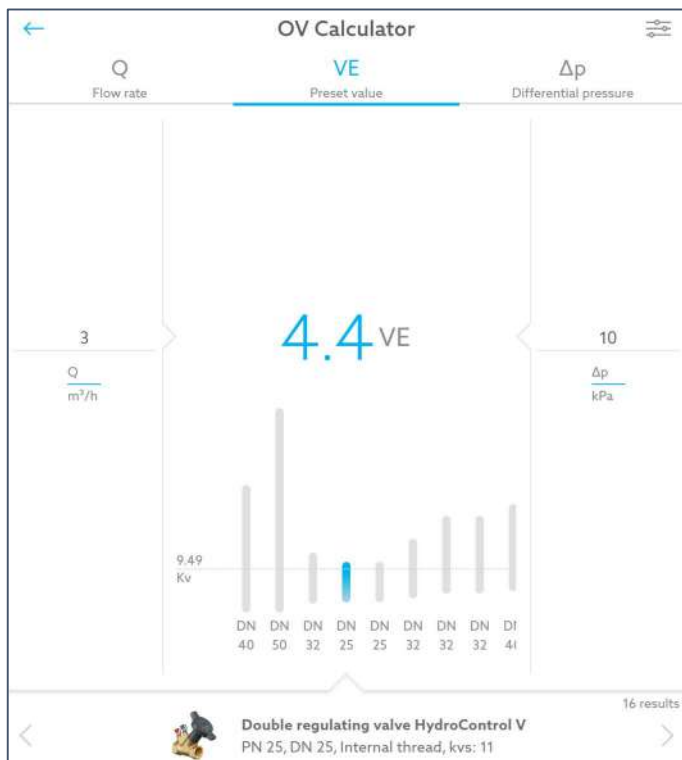 OV Calculator
Q VE Δp
Flow rate Preset value Differential pressure
3 4.4 VE 10
Q Δp
m³/h kPa
9.49
Kv
DN DN DN DN DN DN DN DN
40 50 32 25 25 32 32 32
16 results
Double regulating valve HydroControl V
PN 25, DN 25, Internal thread, kvs: 11